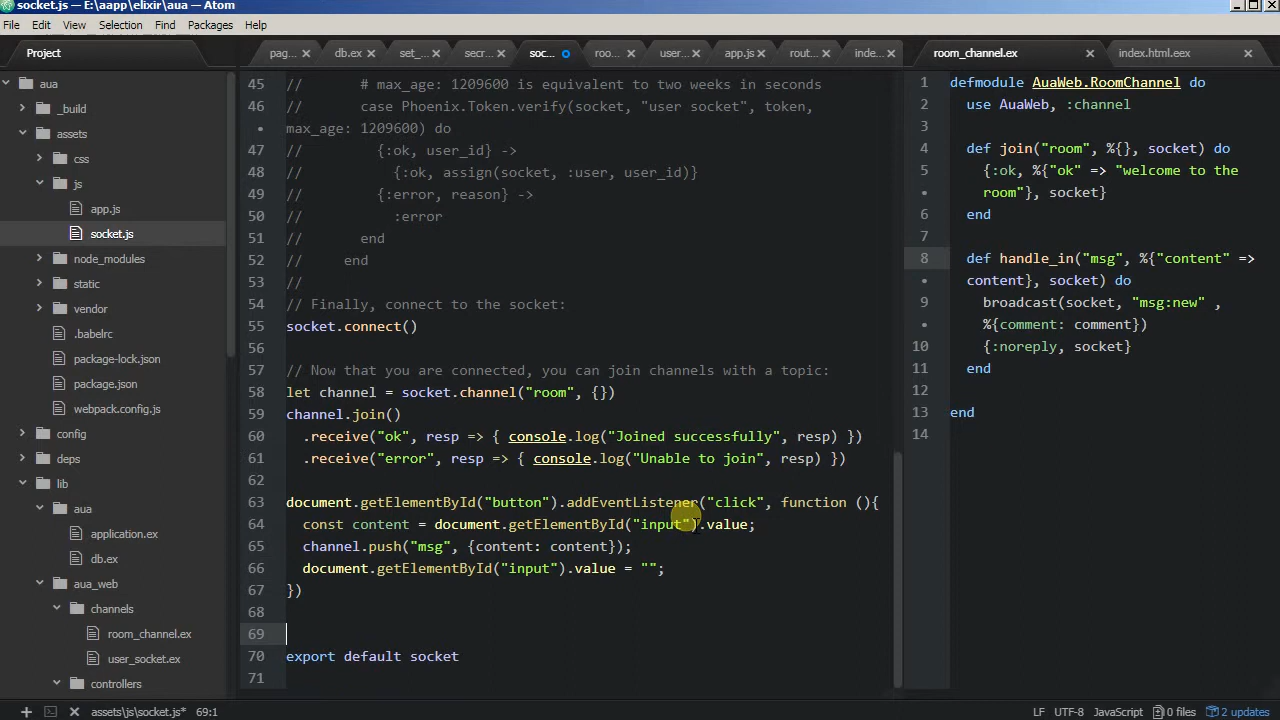 socket.js — E:\aapp\elixir\aua — Atom
File Edit View Selection Find Packages Help
Project
pag... db.ex set_... secr... soc... roo... user... app.js rout... inde... room_channel.ex index.html.eex
aua
_build
assets
css
js
app.js
socket.js
node_modules
static
vendor
.babelrc
package-lock.json
package.json
webpack.config.js
config
deps
lib
aua
application.ex
db.ex
aua_web
channels
room_channel.ex
user_socket.ex
controllers
45 // # max_age: 1209600 is equivalent to two weeks in seconds
46 // case Phoenix.Token.verify(socket, "user socket", token,
• max_age: 1209600) do
47 // {:ok, user_id} ->
48 // {:ok, assign(socket, :user, user_id)}
49 // {:error, reason} ->
50 // :error
51 // end
52 // end
53 //
54 // Finally, connect to the socket:
55 socket.connect()
56
57 // Now that you are connected, you can join channels with a topic:
58 let channel = socket.channel("room", {})
59 channel.join()
60 .receive("ok", resp => { console.log("Joined successfully", resp) })
61 .receive("error", resp => { console.log("Unable to join", resp) })
62
63 document.getElementById("button").addEventListener("click", function (){
64 const content = document.getElementById("input").value;
65 channel.push("msg", {content: content});
66 document.getElementById("input").value = "";
67 })
68
69
70 export default socket
71
1 defmodule AuaWeb.RoomChannel do
2 use AuaWeb, :channel
3
4 def join("room", %{}, socket) do
5 {:ok, %{"ok" => "welcome to the
• room"}, socket}
6 end
7
8 def handle_in("msg", %{"content" =>
• content}, socket) do
9 broadcast(socket, "msg:new" ,
• %{comment: comment})
10 {:noreply, socket}
11 end
12
13 end
14
assets\js\socket.js* 69:1 LF UTF-8 JavaScript 0 files 2 updates